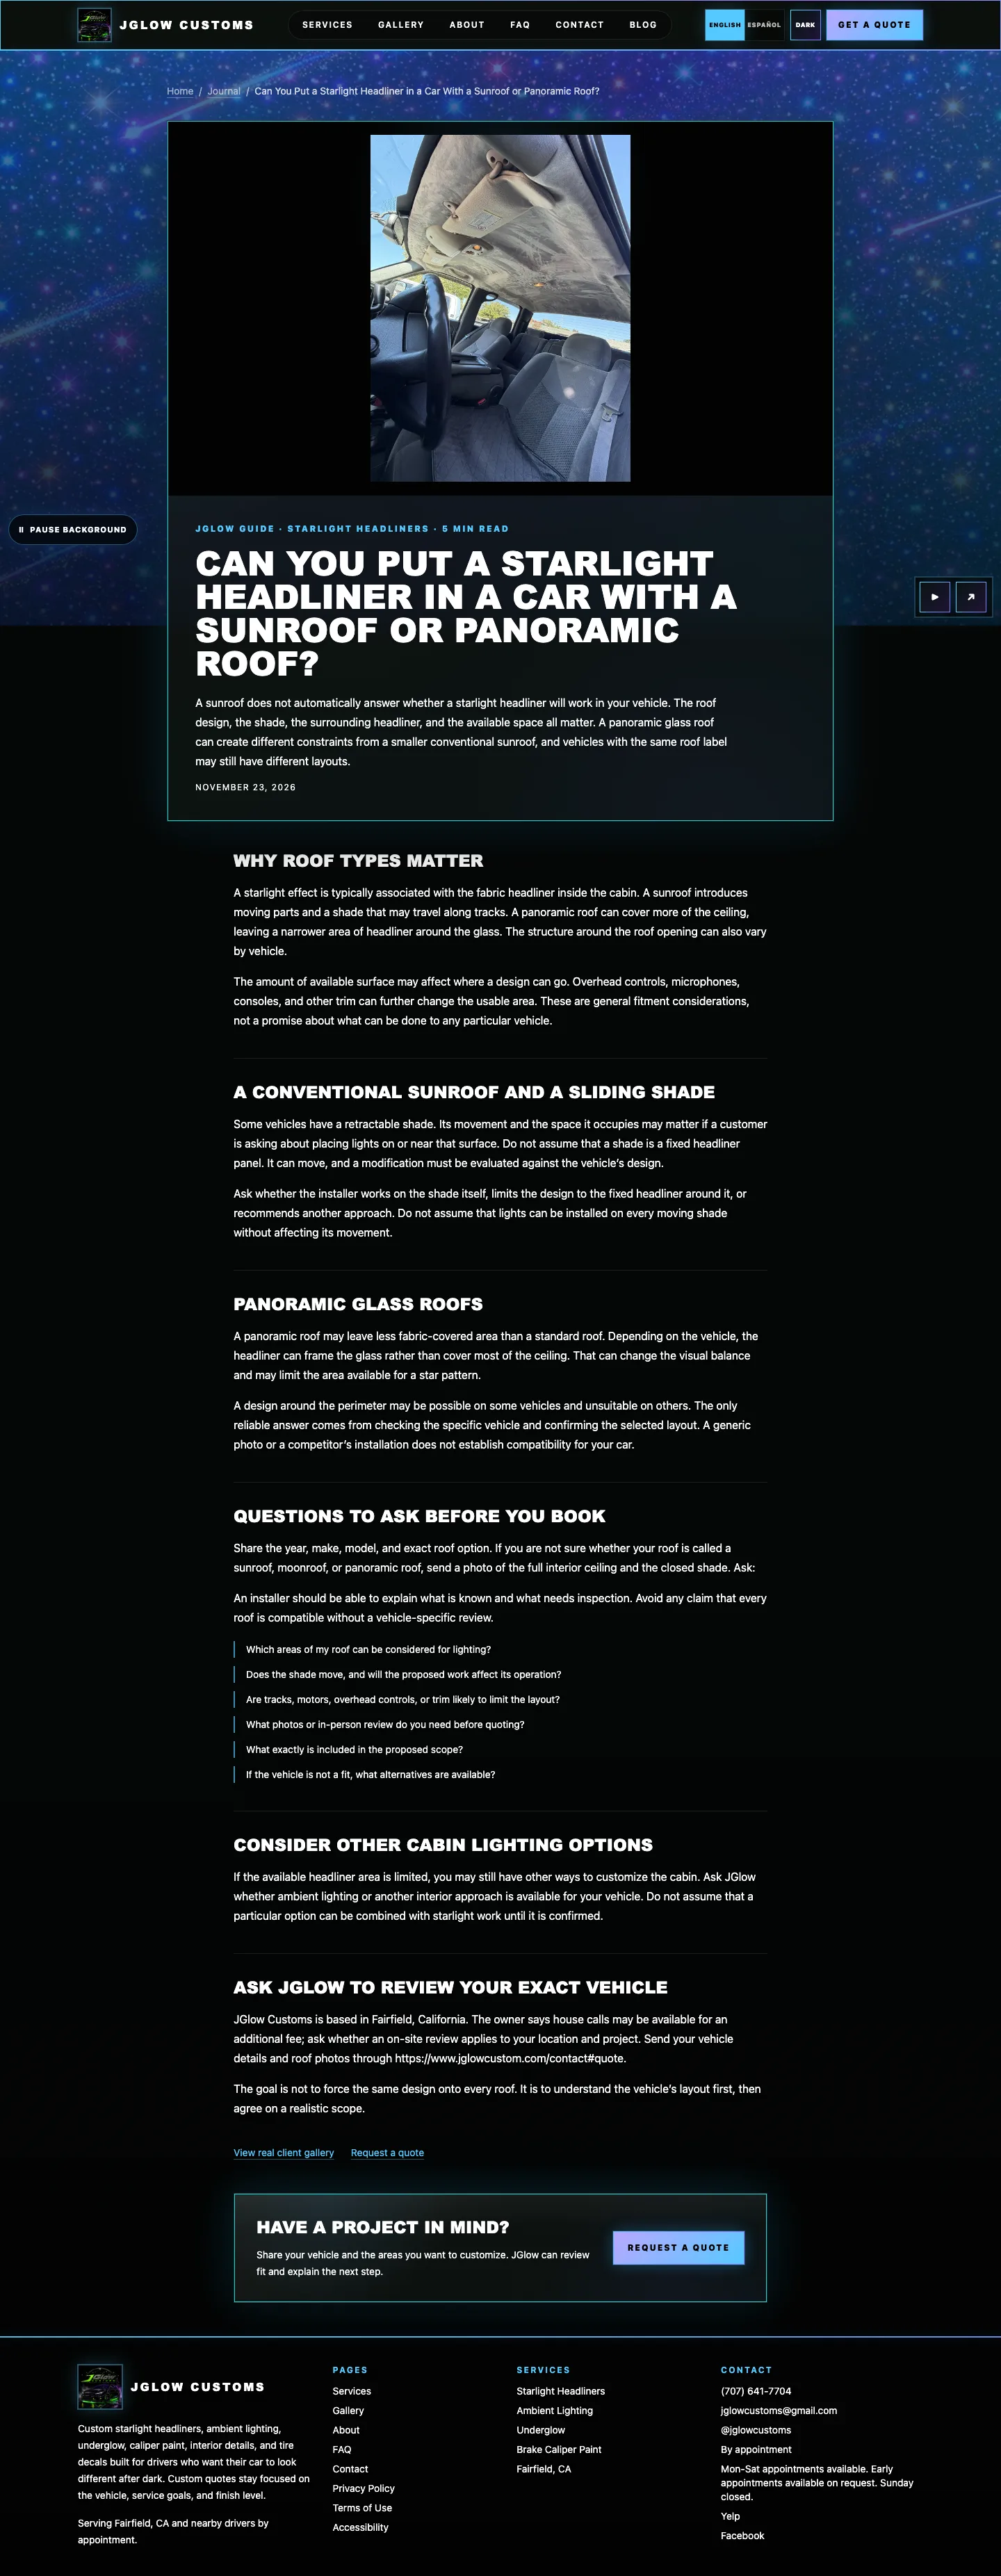 JGLOW CUSTOMS
SERVICES GALLERY ABOUT FAQ CONTACT BLOG
ENGLISH ESPAÑOL DARK GET A QUOTE
Home / Journal / Can You Put a Starlight Headliner in a Car With a Sunroof or Panoramic Roof?
PAUSE BACKGROUND
JGLOW GUIDE · STARLIGHT HEADLINERS · 5 MIN READ
CAN YOU PUT A STARLIGHT
HEADLINER IN A CAR WITH A
SUNROOF OR PANORAMIC
ROOF?
A sunroof does not automatically answer whether a starlight headliner will work in your vehicle. The roof
design, the shade, the surrounding headliner, and the available space all matter. A panoramic glass roof
can create different constraints from a smaller conventional sunroof, and vehicles with the same roof label
may still have different layouts.
NOVEMBER 23, 2026
WHY ROOF TYPES MATTER
A starlight effect is typically associated with the fabric headliner inside the cabin. A sunroof introduces
moving parts and a shade that may travel along tracks. A panoramic roof can cover more of the ceiling,
leaving a narrower area of headliner around the glass. The structure around the roof opening can also vary
by vehicle.
The amount of available surface may affect where a design can go. Overhead controls, microphones,
consoles, and other trim can further change the usable area. These are general fitment considerations,
not a promise about what can be done to any particular vehicle.
A CONVENTIONAL SUNROOF AND A SLIDING SHADE
Some vehicles have a retractable shade. Its movement and the space it occupies may matter if a customer
is asking about placing lights on or near that surface. Do not assume that a shade is a fixed headliner
panel. It can move, and a modification must be evaluated against the vehicle’s design.
Ask whether the installer works on the shade itself, limits the design to the fixed headliner around it, or
recommends another approach. Do not assume that lights can be installed on every moving shade
without affecting its movement.
PANORAMIC GLASS ROOFS
A panoramic roof may leave less fabric-covered area than a standard roof. Depending on the vehicle, the
headliner can frame the glass rather than cover most of the ceiling. That can change the visual balance
and may limit the area available for a star pattern.
A design around the perimeter may be possible on some vehicles and unsuitable on others. The only
reliable answer comes from checking the specific vehicle and confirming the selected layout. A generic
photo or a competitor’s installation does not establish compatibility for your car.
QUESTIONS TO ASK BEFORE YOU BOOK
Share the year, make, model, and exact roof option. If you are not sure whether your roof is called a
sunroof, moonroof, or panoramic roof, send a photo of the full interior ceiling and the closed shade. Ask:
An installer should be able to explain what is known and what needs inspection. Avoid any claim that every
roof is compatible without a vehicle-specific review.
Which areas of my roof can be considered for lighting?
Does the shade move, and will the proposed work affect its operation?
Are tracks, motors, overhead controls, or trim likely to limit the layout?
What photos or in-person review do you need before quoting?
What exactly is included in the proposed scope?
If the vehicle is not a fit, what alternatives are available?
CONSIDER OTHER CABIN LIGHTING OPTIONS
If the available headliner area is limited, you may still have other ways to customize the cabin. Ask JGlow
whether ambient lighting or another interior approach is available for your vehicle. Do not assume that a
particular option can be combined with starlight work until it is confirmed.
ASK JGLOW TO REVIEW YOUR EXACT VEHICLE
JGlow Customs is based in Fairfield, California. The owner says house calls may be available for an
additional fee; ask whether an on-site review applies to your location and project. Send your vehicle
details and roof photos through https://www.jglowcustom.com/contact#quote.
The goal is not to force the same design onto every roof. It is to understand the vehicle’s layout first, then
agree on a realistic scope.
View real client gallery Request a quote
HAVE A PROJECT IN MIND?
Share your vehicle and the areas you want to customize. JGlow can review
fit and explain the next step.
REQUEST A QUOTE
JGLOW CUSTOMS
Custom starlight headliners, ambient lighting,
underglow, caliper paint, interior details, and tire
decals built for drivers who want their car to look
different after dark. Custom quotes stay focused on
the vehicle, service goals, and finish level.
Serving Fairfield, CA and nearby drivers by
appointment.
PAGES
Services
Gallery
About
FAQ
Contact
Privacy Policy
Terms of Use
Accessibility
SERVICES
Starlight Headliners
Ambient Lighting
Underglow
Brake Caliper Paint
Fairfield, CA
CONTACT
(707) 641-7704
jglowcustoms@gmail.com
@jglowcustoms
By appointment
Mon-Sat appointments available. Early
appointments available on request. Sunday
closed.
Yelp
Facebook